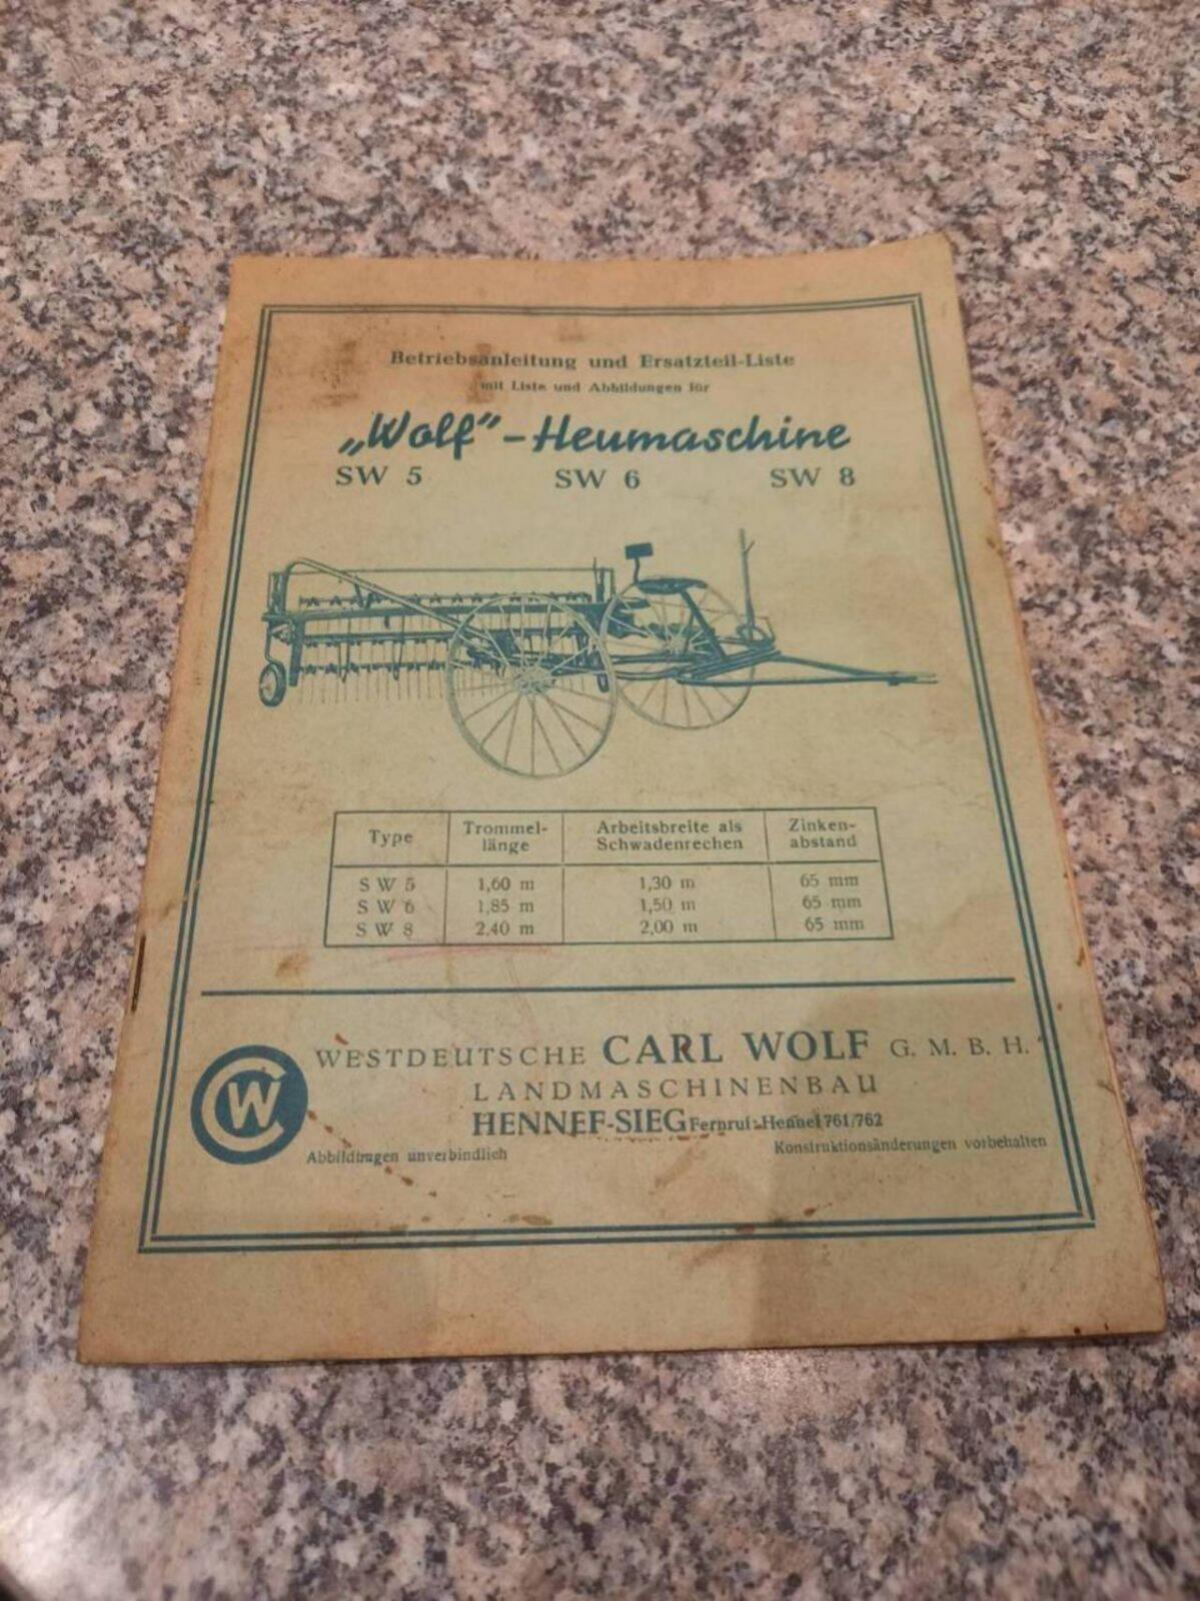 Betriebsanleitung und Ersatzteil-Liste
mit Liste und Abbildungen für
„Wolf" - Heumaschine
SW 5 SW 6 SW 8
Type Trommel-länge Arbeitsbreite als Schwadenrechen Zinken-abstand
SW 5 1,60 m 1,30 m 65 mm
SW 6 1,85 m 1,50 m 65 mm
SW 8 2,40 m 2,00 m 65 mm
CW
WESTDEUTSCHE CARL WOLF G. M. B. H.
LANDMASCHINENBAU
HENNEF-SIEG Fernruf: Hennef 761/762
Abbildungen unverbindlich Konstruktionsänderungen vorbehalten